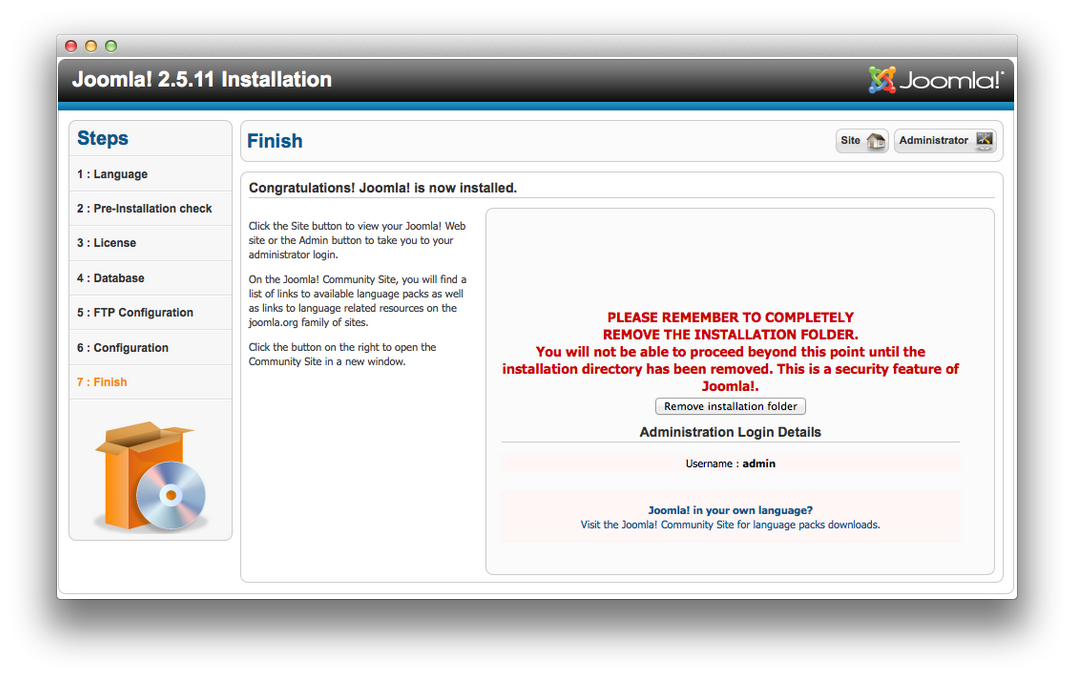 Joomla! 2.5.11 Installation
Joomla!
Steps
1 : Language
2 : Pre-Installation check
3 : License
4 : Database
5 : FTP Configuration
6 : Configuration
7 : Finish
Finish
Site
Administrator
Congratulations! Joomla! is now installed.
Click the Site button to view your Joomla! Web
site or the Admin button to take you to your
administrator login.
On the Joomla! Community Site, you will find a
list of links to available language packs as well
as links to language related resources on the
joomla.org family of sites.
Click the button on the right to open the
Community Site in a new window.
PLEASE REMEMBER TO COMPLETELY
REMOVE THE INSTALLATION FOLDER.
You will not be able to proceed beyond this point until the
installation directory has been removed. This is a security feature of
Joomla!.
Remove installation folder
Administration Login Details
Username : admin
Joomla! in your own language?
Visit the Joomla! Community Site for language packs downloads.